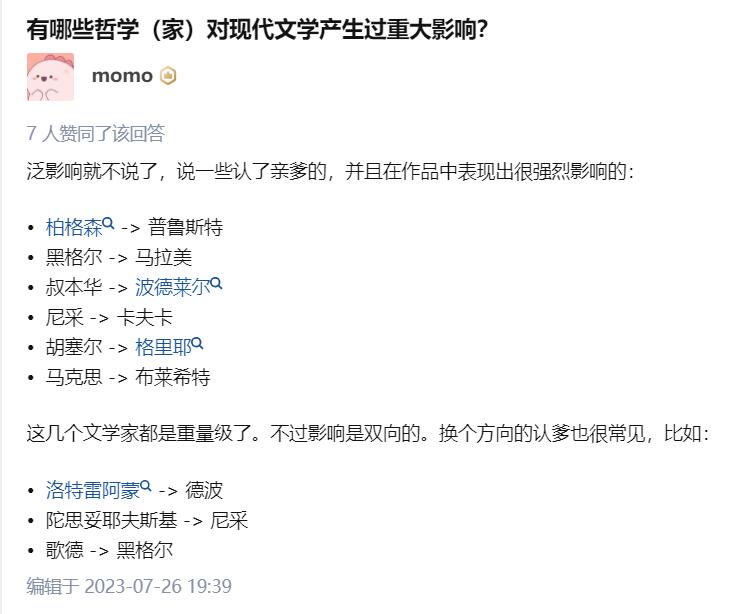 有哪些哲学（家）对现代文学产生过重大影响？
momo
7 人赞同了该回答
泛影响就不说了，说一些认了亲爹的，并且在作品中表现出很强烈影响的：
• 柏格森 -> 普鲁斯特
• 黑格尔 -> 马拉美
• 叔本华 -> 波德莱尔
• 尼采 -> 卡夫卡
• 胡塞尔 -> 格里耶
• 马克思 -> 布莱希特
这几个文学家都是重量级了。不过影响是双向的。换个方向的认爹也很常见，比如：
• 洛特雷阿蒙 -> 德波
• 陀思妥耶夫斯基 -> 尼采
• 歌德 -> 黑格尔
编辑于 2023-07-26 19:39